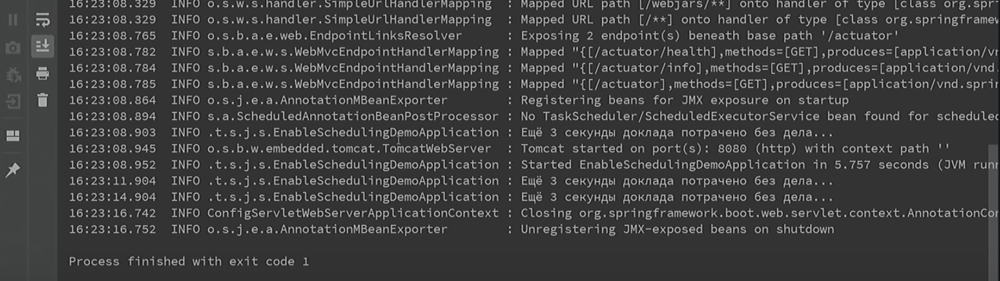 16:23:08.329 INFO o.s.w.s.handler.SimpleUrlHandlerMapping : Mapped URL path [/webjars/**] onto handler of type [class org.spr
16:23:08.329 INFO o.s.w.s.handler.SimpleUrlHandlerMapping : Mapped URL path [/**] onto handler of type [class org.springframew
16:23:08.765 INFO o.s.b.a.e.web.EndpointLinksResolver : Exposing 2 endpoint(s) beneath base path '/actuator'
16:23:08.782 INFO s.b.a.e.w.s.WebMvcEndpointHandlerMapping : Mapped "{[/actuator/health],methods=[GET],produces=[application/vn
16:23:08.784 INFO s.b.a.e.w.s.WebMvcEndpointHandlerMapping : Mapped "{[/actuator/info],methods=[GET],produces=[application/vnd.
16:23:08.785 INFO s.b.a.e.w.s.WebMvcEndpointHandlerMapping : Mapped "{[/actuator],methods=[GET],produces=[application/vnd.sprin
16:23:08.864 INFO o.s.j.e.a.AnnotationMBeanExporter : Registering beans for JMX exposure on startup
16:23:08.894 INFO s.a.ScheduledAnnotationBeanPostProcessor : No TaskScheduler/ScheduledExecutorService bean found for scheduled
16:23:08.903 INFO .t.s.j.s.EnableSchedulingDemoApplication : Ещё 3 секунды доклада потрачено без дела...
16:23:08.945 INFO o.s.b.w.embedded.tomcat.TomcatWebServer : Tomcat started on port(s): 8080 (http) with context path ''
16:23:08.952 INFO .t.s.j.s.EnableSchedulingDemoApplication : Started EnableSchedulingDemoApplication in 5.757 seconds (JVM runn
16:23:11.904 INFO .t.s.j.s.EnableSchedulingDemoApplication : Ещё 3 секунды доклада потрачено без дела...
16:23:14.904 INFO .t.s.j.s.EnableSchedulingDemoApplication : Ещё 3 секунды доклада потрачено без дела...
16:23:16.742 INFO ConfigServletWebServerApplicationContext : Closing org.springframework.boot.web.servlet.context.AnnotationCon
16:23:16.752 INFO o.s.j.e.a.AnnotationMBeanExporter : Unregistering JMX-exposed beans on shutdown
Process finished with exit code 1